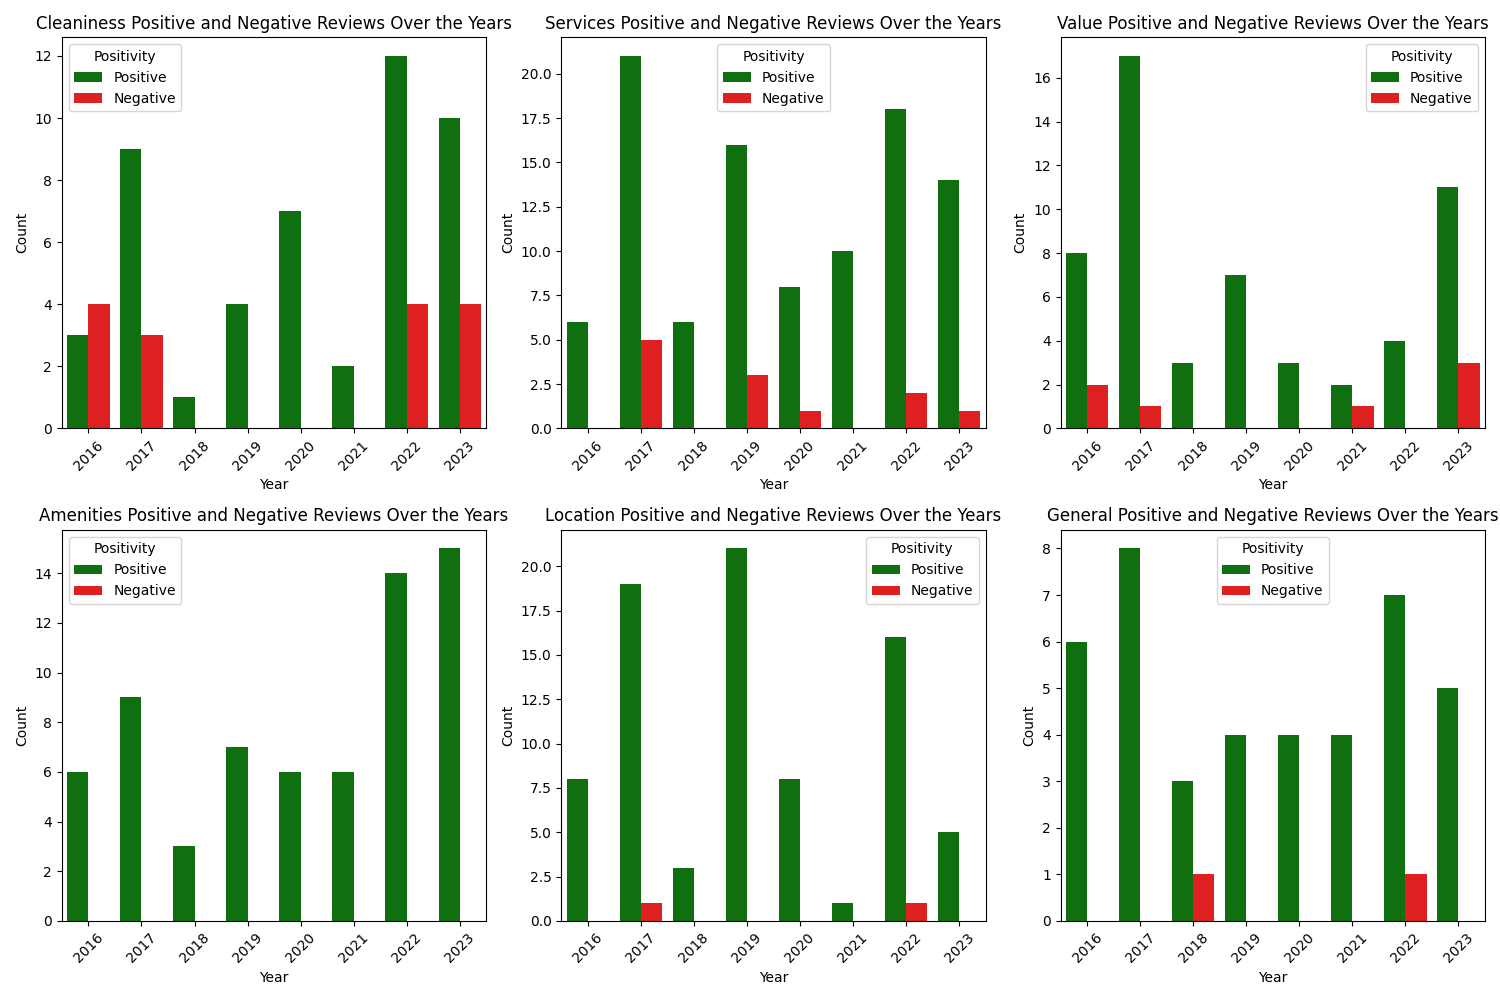 Cleaniness Positive and Negative Reviews Over the Years
Positivity
Positive
Negative
12
10
8
6
4
2
0
Count
2016 2017 2018 2019 2020 2021 2022 2023
Year
Services Positive and Negative Reviews Over the Years
Positivity
Positive
Negative
20.0
17.5
15.0
12.5
10.0
7.5
5.0
2.5
0.0
Count
2016 2017 2018 2019 2020 2021 2022 2023
Year
Value Positive and Negative Reviews Over the Years
Positivity
Positive
Negative
16
14
12
10
8
6
4
2
0
Count
2016 2017 2018 2019 2020 2021 2022 2023
Year
Amenities Positive and Negative Reviews Over the Years
Positivity
Positive
Negative
14
12
10
8
6
4
2
0
Count
2016 2017 2018 2019 2020 2021 2022 2023
Year
Location Positive and Negative Reviews Over the Years
Positivity
Positive
Negative
20.0
17.5
15.0
12.5
10.0
7.5
5.0
2.5
0.0
Count
2016 2017 2018 2019 2020 2021 2022 2023
Year
General Positive and Negative Reviews Over the Years
Positivity
Positive
Negative
8
7
6
5
4
3
2
1
0
Count
2016 2017 2018 2019 2020 2021 2022 2023
Year